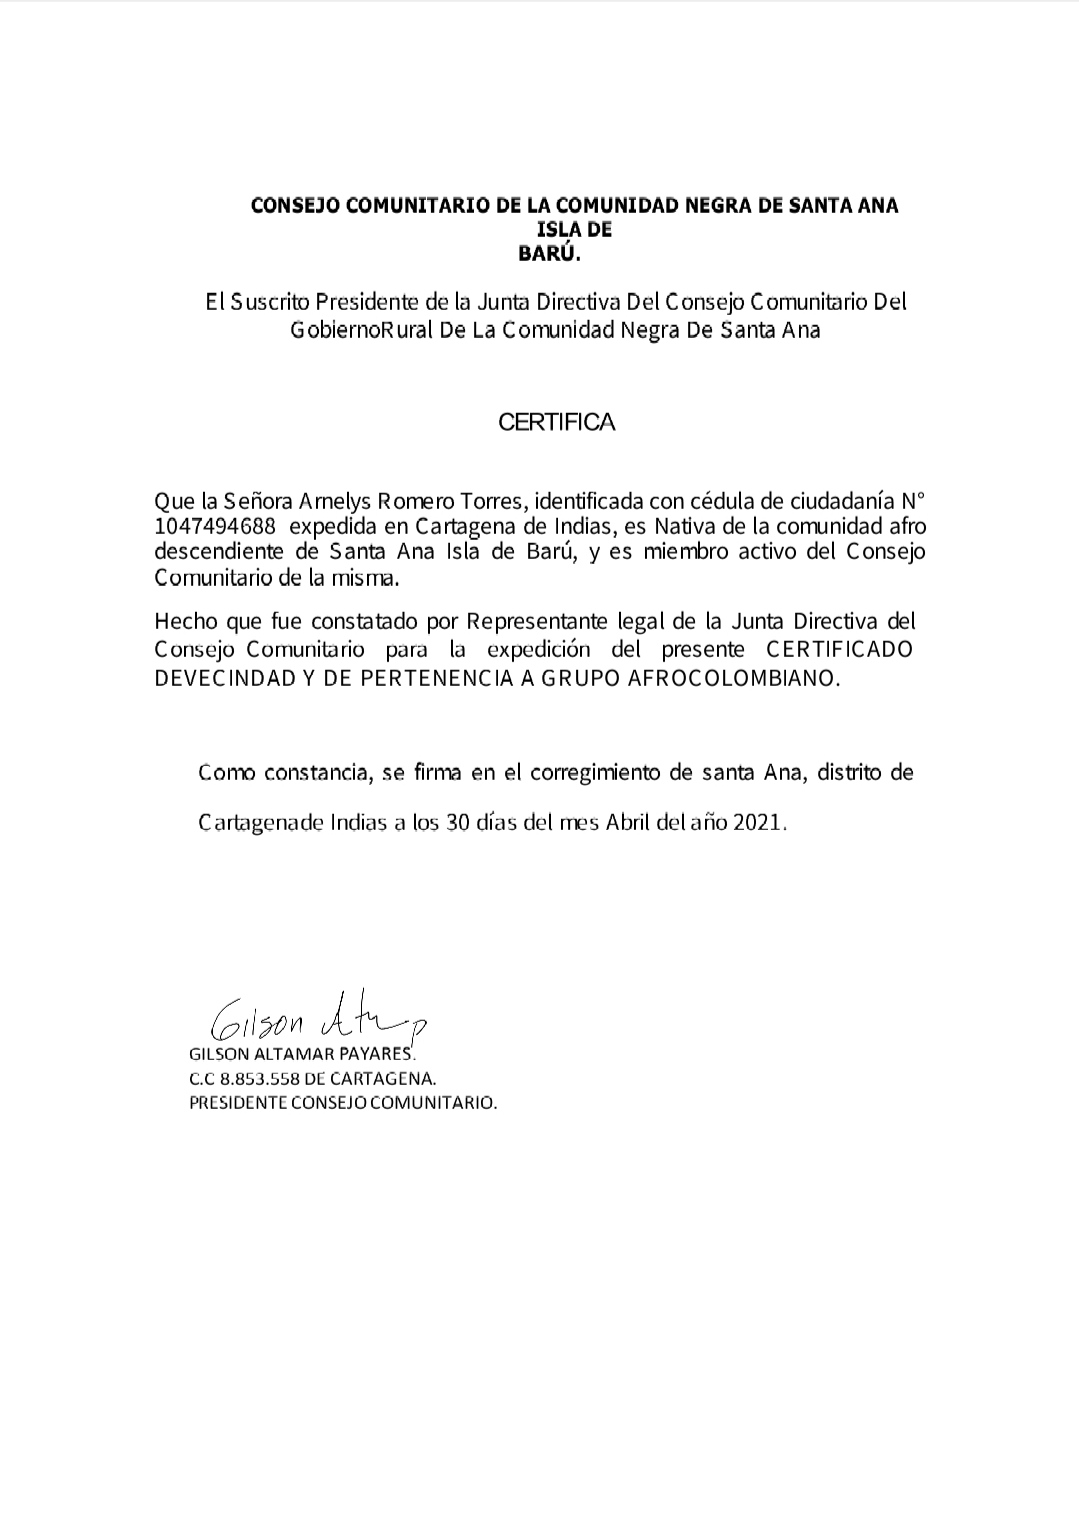 CONSEJO COMUNITARIO DE LA COMUNIDAD NEGRA DE SANTA ANA
ISLA DE
BARÚ.
El Suscrito Presidente de la Junta Directiva Del Consejo Comunitario Del
GobiernoRural De La Comunidad Negra De Santa Ana
CERTIFICA
Que la Señora Arnelys Romero Torres, identificada con cédula de ciudadanía N°
1047494688 expedida en Cartagena de Indias, es Nativa de la comunidad afro
descendiente de Santa Ana Isla de Barú, y es miembro activo del Consejo
Comunitario de la misma.
Hecho que fue constatado por Representante legal de la Junta Directiva del
Consejo Comunitario para la expedición del presente CERTIFICADO
DEVECINDAD Y DE PERTENENCIA A GRUPO AFROCOLOMBIANO.
Como constancia, se firma en el corregimiento de santa Ana, distrito de
Cartagenade Indias a los 30 días del mes Abril del año 2021.
Gilson
GILSON ALTAMAR PAYARES.
C.C 8.853.558 DE CARTAGENA.
PRESIDENTE CONSEJO COMUNITARIO.